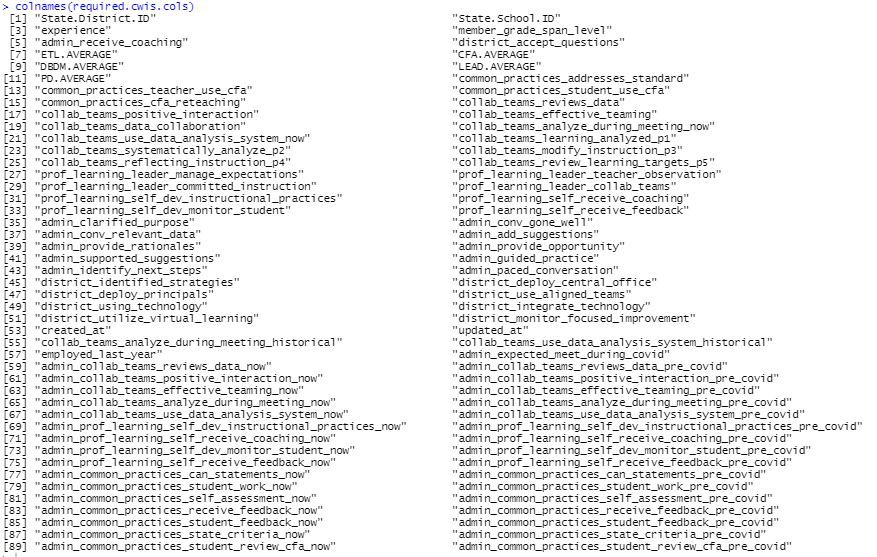 > colnames(required.cwis.cols)
[1] "State.District.ID" "State.School.ID"
[3] "experience" "member_grade_span_level"
[5] "admin_receive_coaching" "district_accept_questions"
[7] "ETL.AVERAGE" "CFA.AVERAGE"
[9] "DBDM.AVERAGE" "LEAD.AVERAGE"
[11] "PD.AVERAGE" "common_practices_addresses_standard"
[13] "common_practices_teacher_use_cfa" "common_practices_student_use_cfa"
[15] "common_practices_cfa_reteaching" "collab_teams_reviews_data"
[17] "collab_teams_positive_interaction" "collab_teams_effective_teaming"
[19] "collab_teams_data_collaboration" "collab_teams_analyze_during_meeting_now"
[21] "collab_teams_use_data_analysis_system_now" "collab_teams_learning_analyzed_p1"
[23] "collab_teams_systematically_analyze_p2" "collab_teams_modify_instruction_p3"
[25] "collab_teams_reflecting_instruction_p4" "collab_teams_review_learning_targets_p5"
[27] "prof_learning_leader_manage_expectations" "prof_learning_leader_teacher_observation"
[29] "prof_learning_leader_committed_instruction" "prof_learning_leader_collab_teams"
[31] "prof_learning_self_dev_instructional_practices" "prof_learning_self_receive_coaching"
[33] "prof_learning_self_dev_monitor_student" "prof_learning_self_receive_feedback"
[35] "admin_clarified_purpose" "admin_conv_gone_well"
[37] "admin_conv_relevant_data" "admin_add_suggestions"
[39] "admin_provide_rationales" "admin_provide_opportunity"
[41] "admin_supported_suggestions" "admin_guided_practice"
[43] "admin_identify_next_steps" "admin_paced_conversation"
[45] "district_identified_strategies" "district_deploy_central_office"
[47] "district_deploy_principals" "district_use_aligned_teams"
[49] "district_using_technology" "district_integrate_technology"
[51] "district_utilize_virtual_learning" "district_monitor_focused_improvement"
[53] "created_at" "updated_at"
[55] "collab_teams_analyze_during_meeting_historical" "collab_teams_use_data_analysis_system_historical"
[57] "employed_last_year" "admin_expected_meet_during_covid"
[59] "admin_collab_teams_reviews_data_now" "admin_collab_teams_reviews_data_pre_covid"
[61] "admin_collab_teams_positive_interaction_now" "admin_collab_teams_positive_interaction_pre_covid"
[63] "admin_collab_teams_effective_teaming_now" "admin_collab_teams_effective_teaming_pre_covid"
[65] "admin_collab_teams_analyze_during_meeting_now" "admin_collab_teams_analyze_during_meeting_pre_covid"
[67] "admin_collab_teams_use_data_analysis_system_now" "admin_collab_teams_use_data_analysis_system_pre_covid"
[69] "admin_prof_learning_self_dev_instructional_practices_now" "admin_prof_learning_self_dev_instructional_practices_pre_covid"
[71] "admin_prof_learning_self_receive_coaching_now" "admin_prof_learning_self_receive_coaching_pre_covid"
[73] "admin_prof_learning_self_dev_monitor_student_now" "admin_prof_learning_self_dev_monitor_student_pre_covid"
[75] "admin_prof_learning_self_receive_feedback_now" "admin_prof_learning_self_receive_feedback_pre_covid"
[77] "admin_common_practices_can_statements_now" "admin_common_practices_can_statements_pre_covid"
[79] "admin_common_practices_student_work_now" "admin_common_practices_student_work_pre_covid"
[81] "admin_common_practices_self_assessment_now" "admin_common_practices_self_assessment_pre_covid"
[83] "admin_common_practices_receive_feedback_now" "admin_common_practices_receive_feedback_pre_covid"
[85] "admin_common_practices_student_feedback_now" "admin_common_practices_student_feedback_pre_covid"
[87] "admin_common_practices_state_criteria_now" "admin_common_practices_state_criteria_pre_covid"
[89] "admin_common_practices_student_review_cfa_now" "admin_common_practices_student_review_cfa_pre_covid"